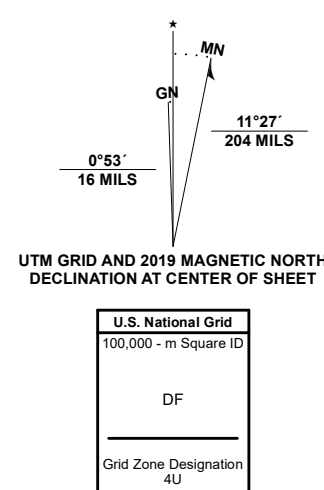 ★
MN
GN
11°27´
204 MILS
0°53´
16 MILS
UTM GRID AND 2019 MAGNETIC NORTH
DECLINATION AT CENTER OF SHEET
U.S. National Grid
100,000 - m Square ID
DF
Grid Zone Designation
4U